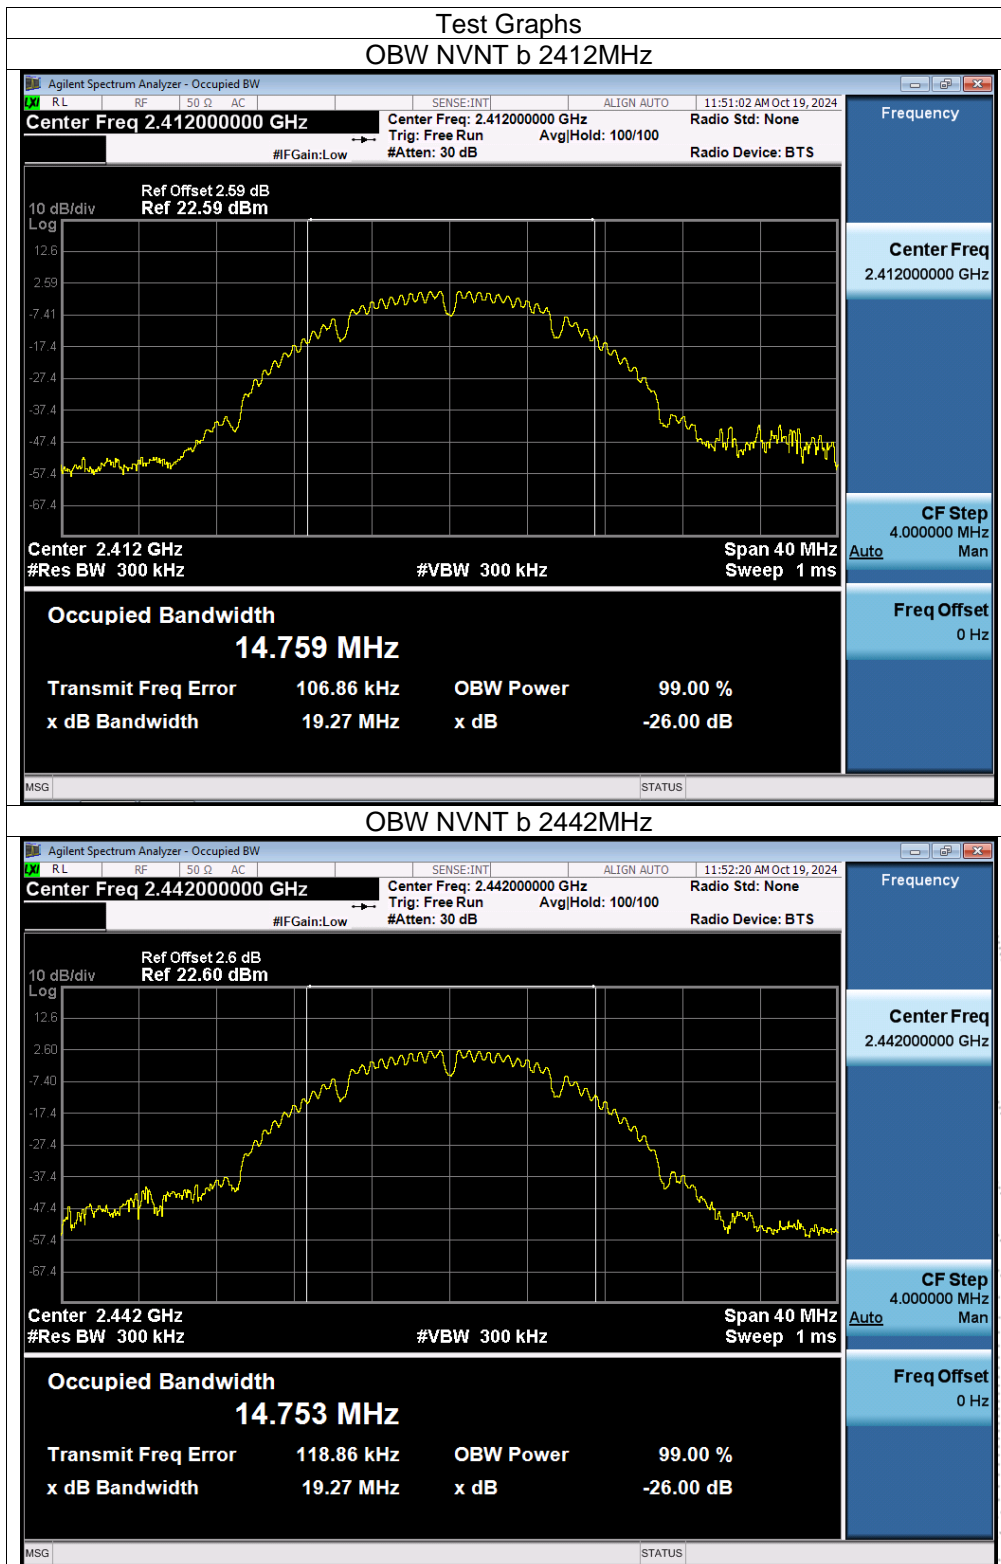 Test Graphs
OBW NVNT b 2412MHz
Agilent Spectrum Analyzer - Occupied BW
LXI RL RF 50 Ω AC SENSE:INT ALIGN AUTO 11:51:02 AM Oct 19, 2024
Center Freq 2.412000000 GHz Center Freq: 2.412000000 GHz Radio Std: None Frequency
Trig: Free Run Avg|Hold: 100/100
#IFGain:Low #Atten: 30 dB Radio Device: BTS
Ref Offset 2.59 dB
10 dB/div Ref 22.59 dBm
Log
12.6
Center Freq
2.412000000 GHz
2.59
-7.41
-17.4
-27.4
-37.4
-47.4
-57.4
-67.4
CF Step
4.000000 MHz
Auto Man
Center 2.412 GHz Span 40 MHz
#Res BW 300 kHz #VBW 300 kHz Sweep 1 ms
Freq Offset
0 Hz
Occupied Bandwidth
14.759 MHz
Transmit Freq Error 106.86 kHz OBW Power 99.00 %
x dB Bandwidth 19.27 MHz x dB -26.00 dB
MSG STATUS
OBW NVNT b 2442MHz
Agilent Spectrum Analyzer - Occupied BW
LXI RL RF 50 Ω AC SENSE:INT ALIGN AUTO 11:52:20 AM Oct 19, 2024
Center Freq 2.442000000 GHz Center Freq: 2.442000000 GHz Radio Std: None Frequency
Trig: Free Run Avg|Hold: 100/100
#IFGain:Low #Atten: 30 dB Radio Device: BTS
Ref Offset 2.6 dB
10 dB/div Ref 22.60 dBm
Log
12.6
Center Freq
2.442000000 GHz
2.60
-7.40
-17.4
-27.4
-37.4
-47.4
-57.4
-67.4
CF Step
4.000000 MHz
Auto Man
Center 2.442 GHz Span 40 MHz
#Res BW 300 kHz #VBW 300 kHz Sweep 1 ms
Freq Offset
0 Hz
Occupied Bandwidth
14.753 MHz
Transmit Freq Error 118.86 kHz OBW Power 99.00 %
x dB Bandwidth 19.27 MHz x dB -26.00 dB
MSG STATUS